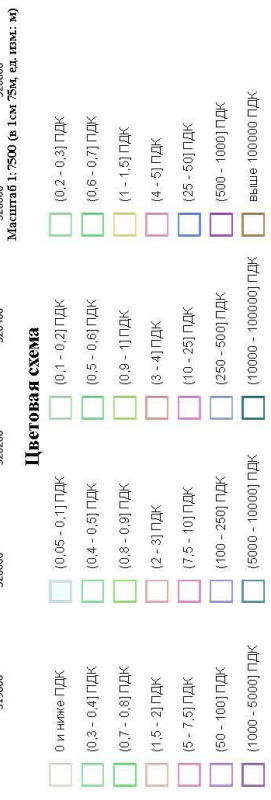 Масштаб 1:7500 (в 1см 75м, ед. изм.: м)
Цветовая схема
0 и ниже ПДК (0,05 - 0,1] ПДК (0,1 - 0,2] ПДК (0,2 - 0,3] ПДК
(0,3 - 0,4] ПДК (0,4 - 0,5] ПДК (0,5 - 0,6] ПДК (0,6 - 0,7] ПДК
(0,7 - 0,8] ПДК (0,8 - 0,9] ПДК (0,9 - 1] ПДК (1 - 1,5] ПДК
(1,5 - 2] ПДК (2 - 3] ПДК (3 - 4] ПДК (4 - 5] ПДК
(5 - 7,5] ПДК (7,5 - 10] ПДК (10 - 25] ПДК (25 - 50] ПДК
(50 - 100] ПДК (100 - 250] ПДК (250 - 500] ПДК (500 - 1000] ПДК
(1000 - 5000] ПДК (5000 - 10000] ПДК (10000 - 100000] ПДК выше 100000 ПДК